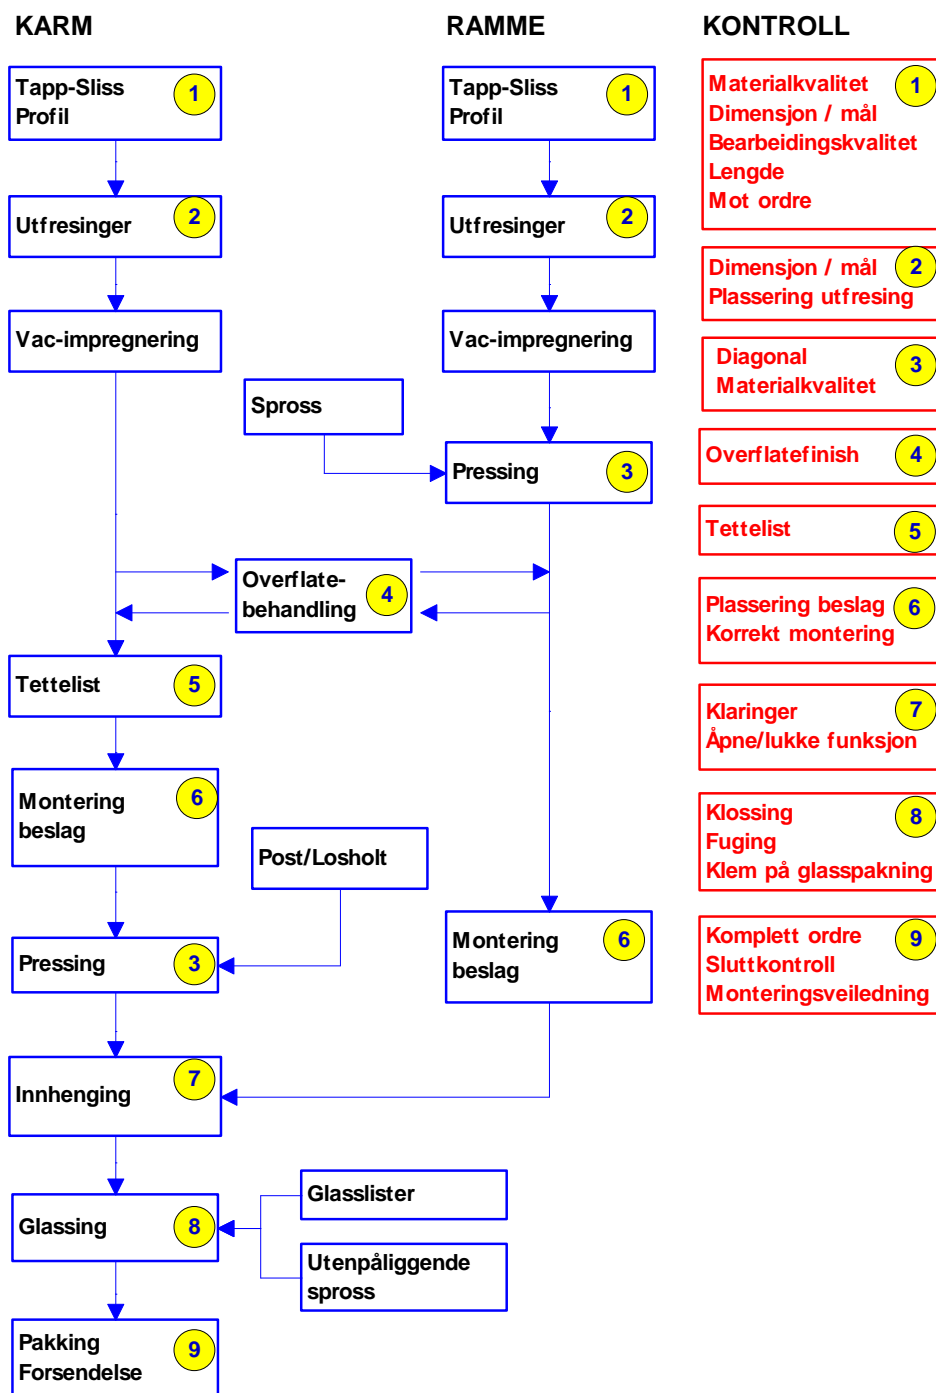 KARM
Tapp-Sliss
Profil
1
Utfresinger
2
Vac-impregnering
Spross
Overflate-
behandling
4
Tettelist
5
Montering
beslag
6
Post/Losholt
Pressing
3
Innhenging
7
Glassing
8
Glasslister
Utenpåliggende
spross
Pakking
Forsendelse
9
RAMME
Tapp-Sliss
Profil
1
Utfresinger
2
Vac-impregnering
Pressing
3
Montering
beslag
6
KONTROLL
Materialkvalitet
1
Dimensjon / mål
Bearbeidingskvalitet
Lengde
Mot ordre
Dimensjon / mål
2
Plassering utfresing
Diagonal
3
Materialkvalitet
Overflatefinish
4
Tettelist
5
Plassering beslag
6
Korrekt montering
Klaringer
7
Åpne/lukke funksjon
Klossing
8
Fuging
Klem på glasspakning
Komplett ordre
9
Sluttkontroll
Monteringsveiledning